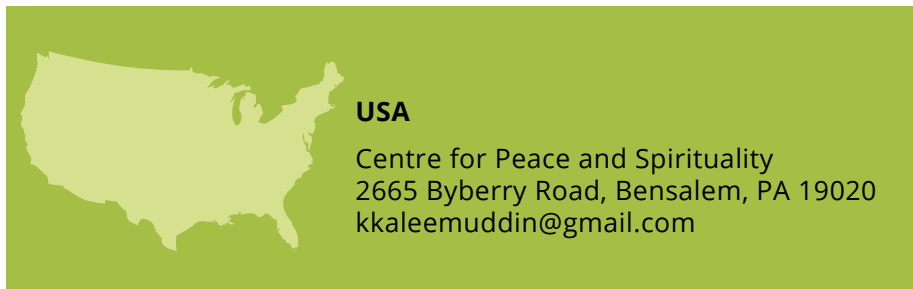 USA
Centre for Peace and Spirituality
2665 Byberry Road, Bensalem, PA 19020
kkaleemuddin@gmail.com